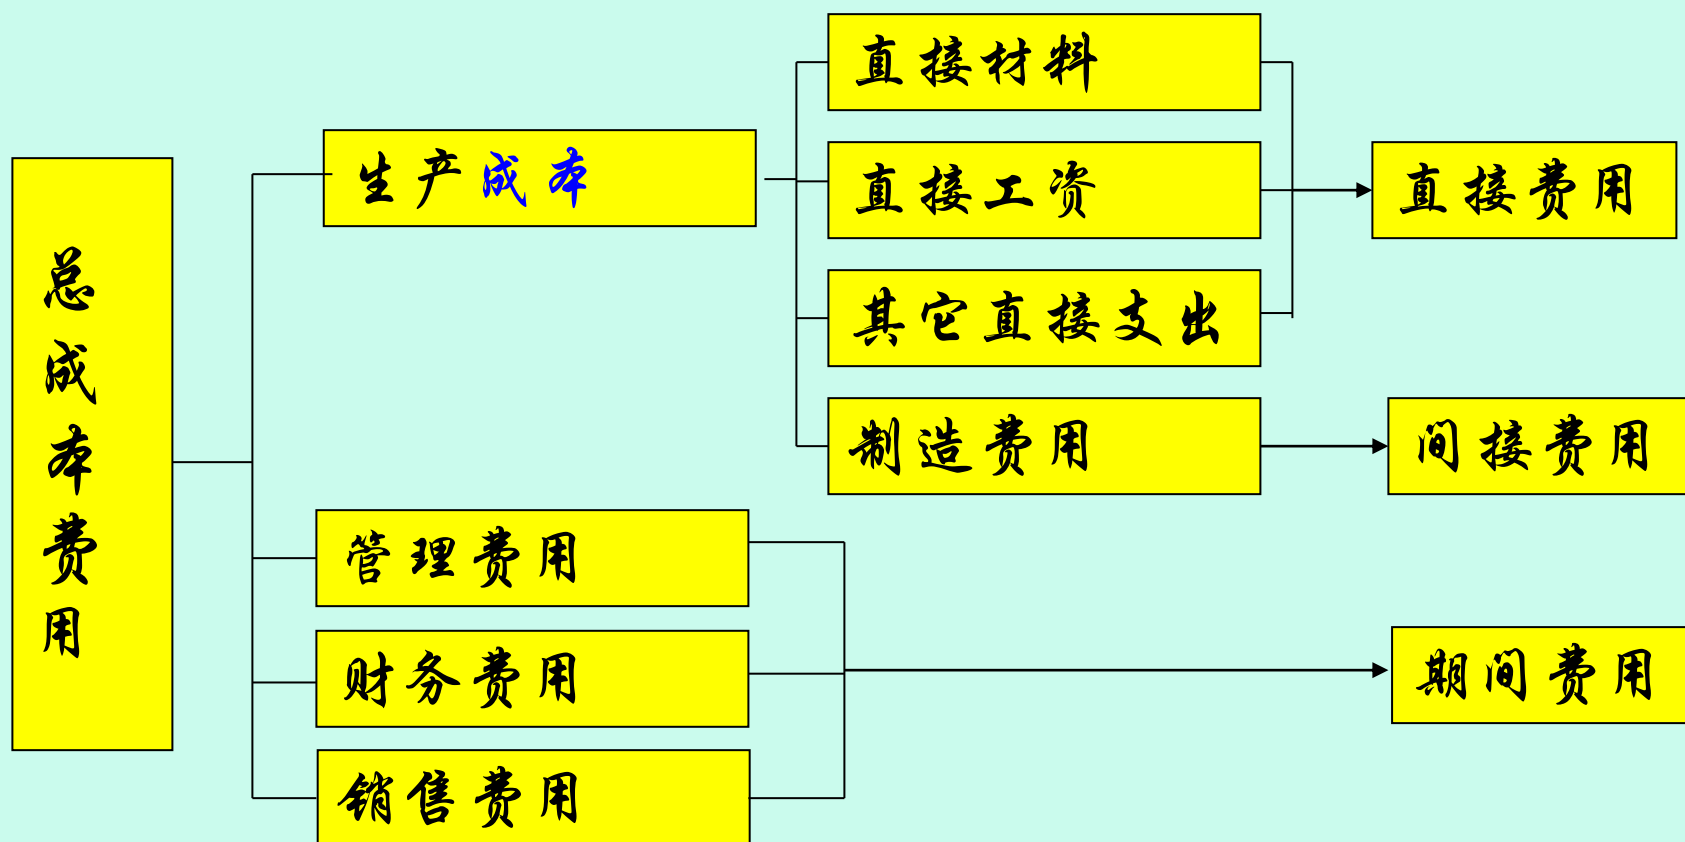 总成本费用
生产成本
管理费用
财务费用
销售费用
直接材料
直接工资
其它直接支出
制造费用
直接费用
间接费用
期间费用